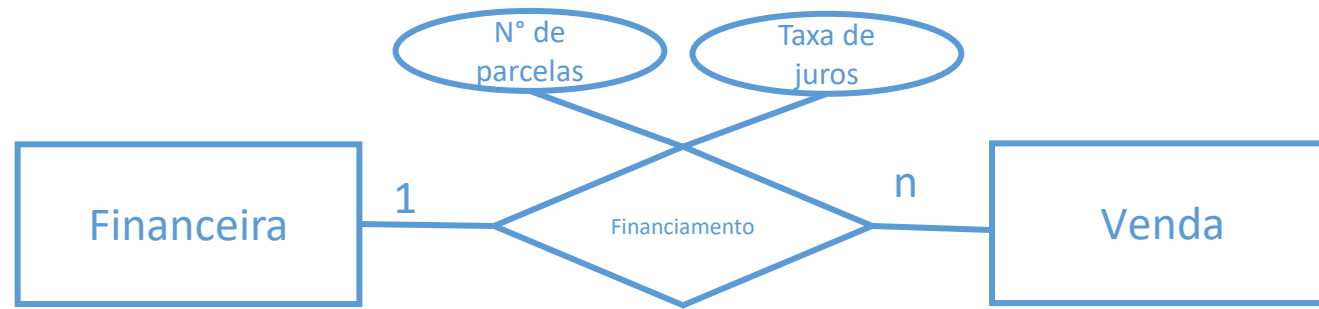 N° de
parcelas
Taxa de
juros
Financeira
1
Financiamento
n
Venda